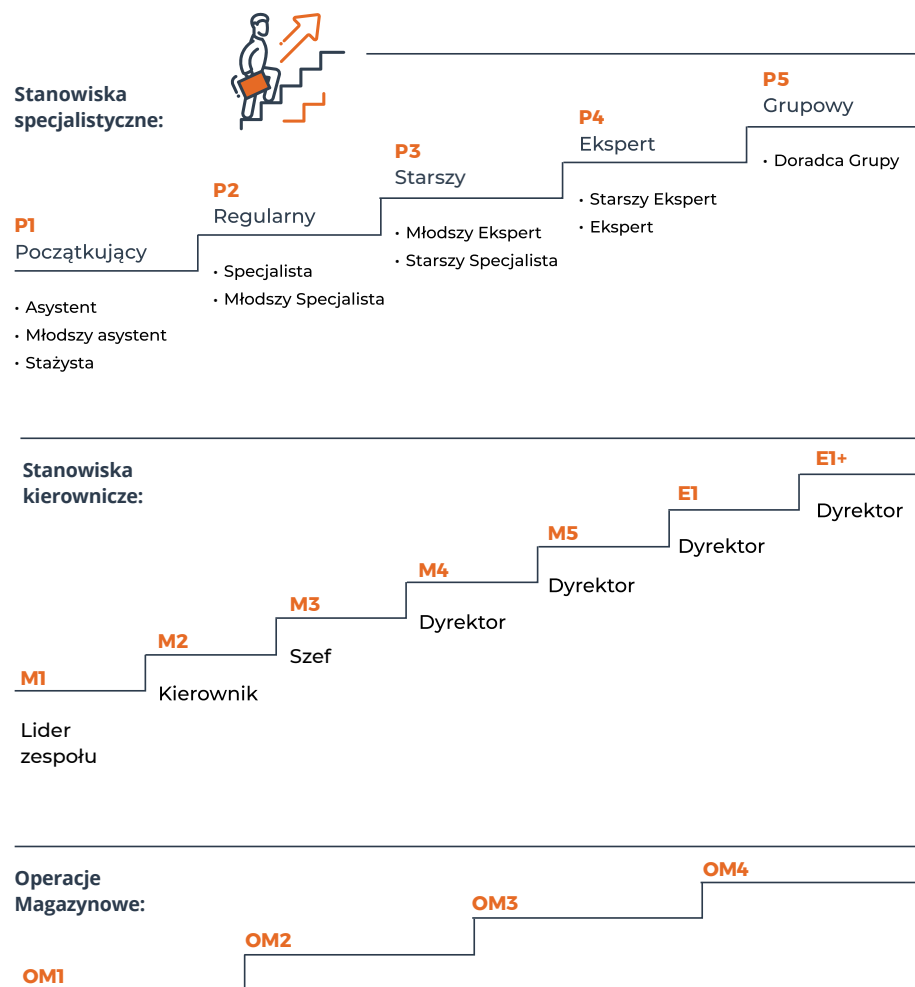 Stanowiska
specjalistyczne:
P1
Początkujący
• Asystent
• Młodszy asystent
• Stażysta
P2
Regularny
• Specjalista
• Młodszy Specjalista
P3
Starszy
• Młodszy Ekspert
• Starszy Specjalista
P4
Ekspert
• Starszy Ekspert
• Ekspert
P5
Grupowy
• Doradca Grupy
Stanowiska
kierownicze:
M1
Lider
zespołu
M2
Kierownik
M3
Szef
M4
Dyrektor
M5
Dyrektor
E1
Dyrektor
E1+
Dyrektor
Operacje
Magazynowe:
OM1
OM2
OM3
OM4